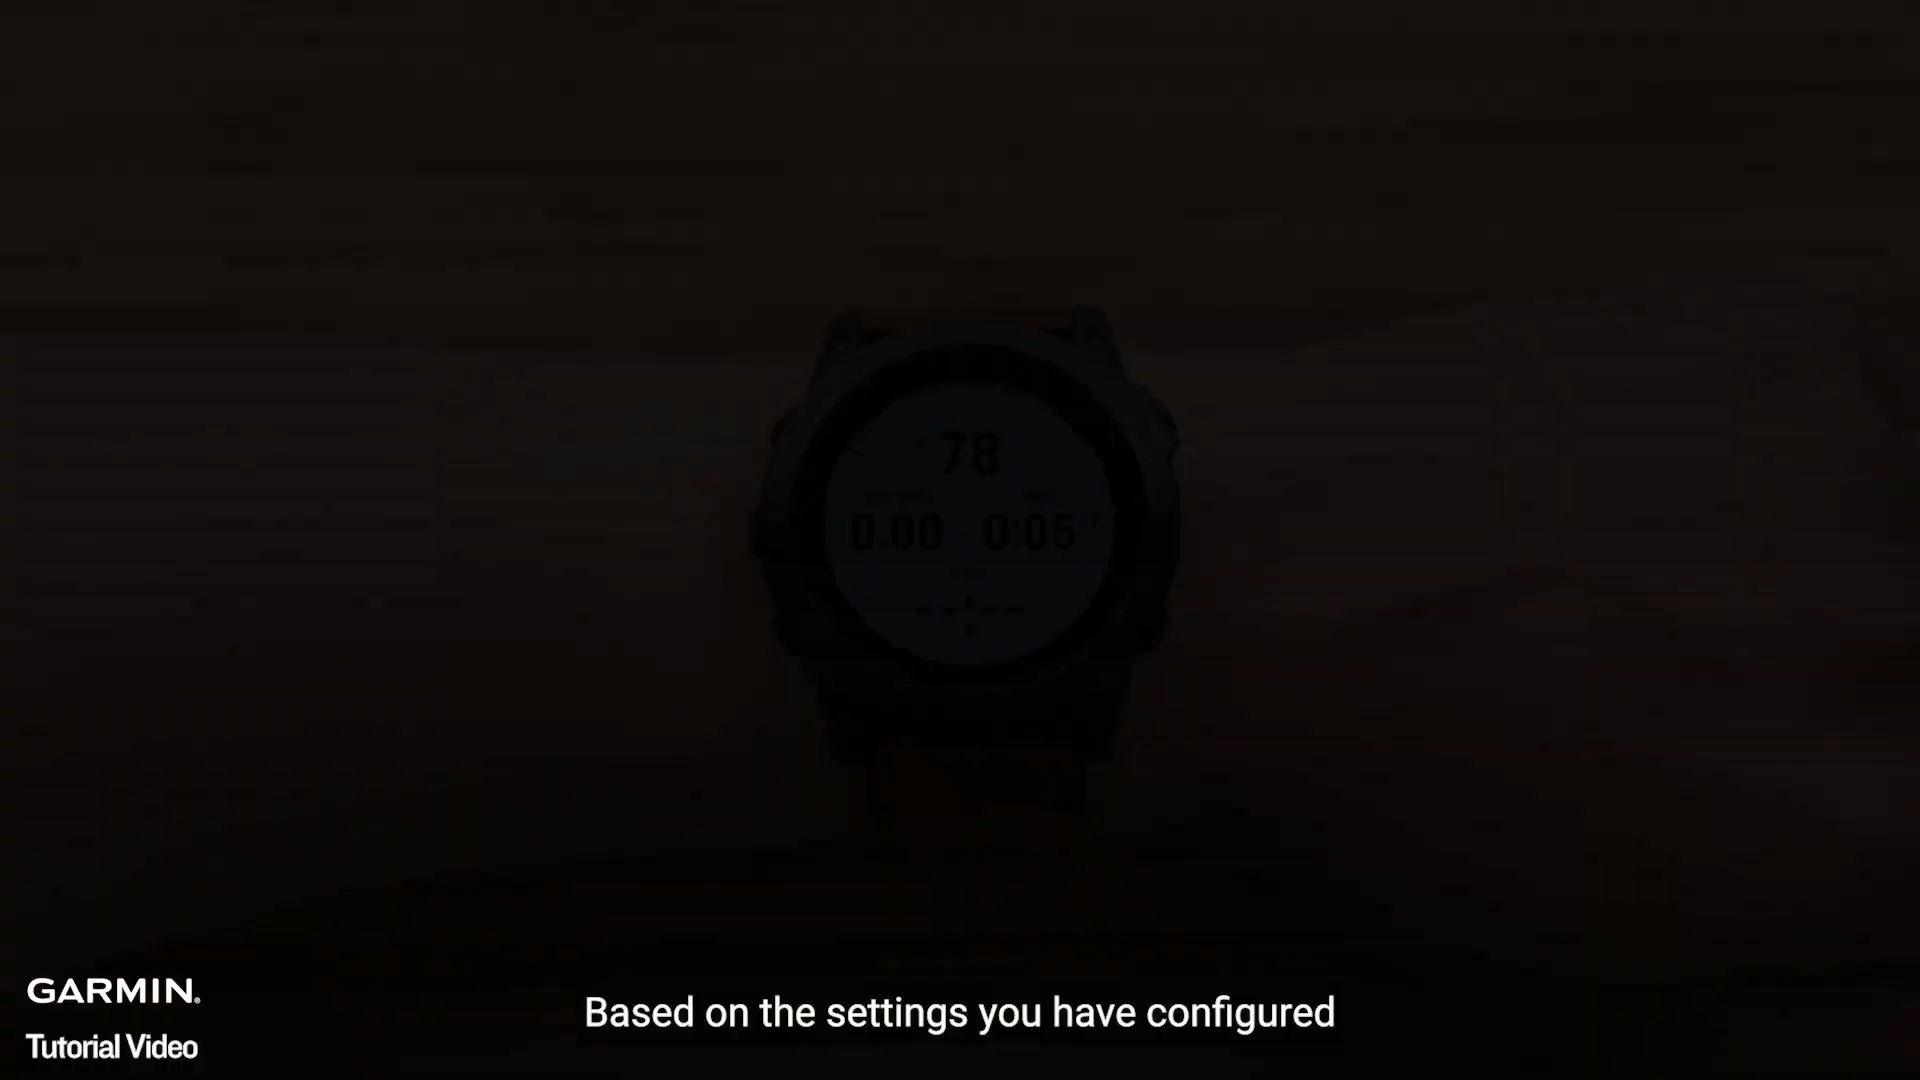 78
0.00 0:05
--:--
GARMIN.
Based on the settings you have configured
Tutorial Video